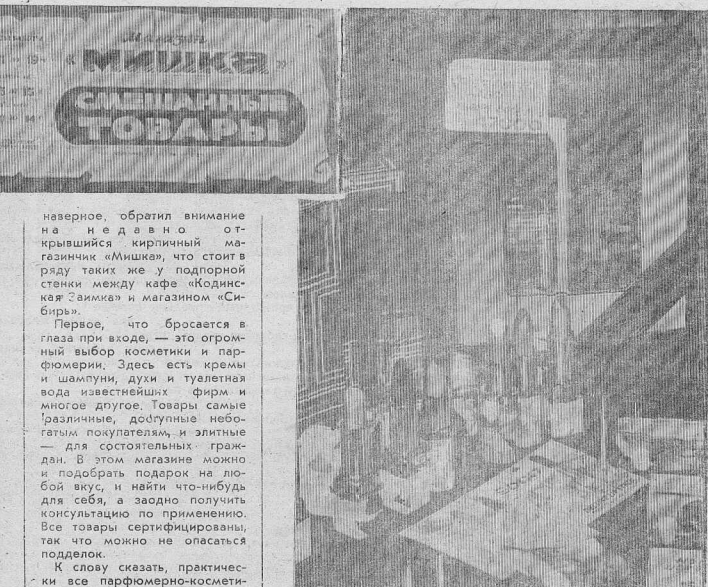 Магазин
«МИШКА»
СМЕШАННЫЕ
ТОВАРЫ
наверное, обратил внимание
на недавно от-
крывшийся кирпичный ма-
газинчик «Мишка», что стоит в
ряду таких же у подпорной
стенки между кафе «Кодинс-
кая Заимка» и магазином «Си-
бирь».
Первое, что бросается в
глаза при входе, — это огром-
ный выбор косметики и пар-
фюмерии. Здесь есть кремы
и шампуни, духи и туалетная
вода известнейших фирм и
многое другое. Товары самые
различные, доступные небо-
гатым покупателям, и элитные
— для состоятельных граж-
дан. В этом магазине можно
и подобрать подарок на лю-
бой вкус, и найти что-нибудь
для себя, а заодно получить
консультацию по применению.
Все товары сертифицированы,
так что можно не опасаться
подделок.
К слову сказать, практичес-
ки все парфюмерно-космети-